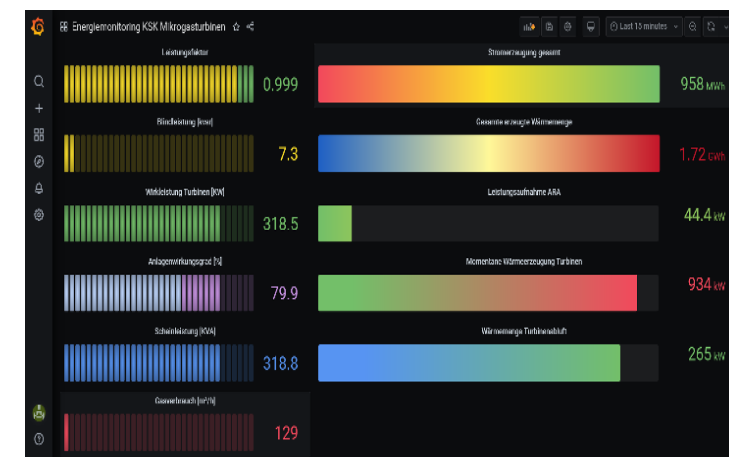 Energiemonitoring KSK Mikrogasturbinen
Last 15 minutes
Leistungsfaktor
0.999
Blindleistung [kvar]
7.3
Wirkleistung Turbinen [KW]
318.5
Anlagenwirkungsgrad [%]
79.9
Scheinleistung [KVA]
318.8
Gasverbrauch [m³/h]
129
Stromerzeugung gesamt
958 MWh
Gesamte erzeugte Wärmemenge
1.72 GWh
Leistungsaufnahme ARA
44.4 kW
Momentane Wärmeerzeugung Turbinen
934 kW
Wärmemenge Turbinenabluft
265 kW